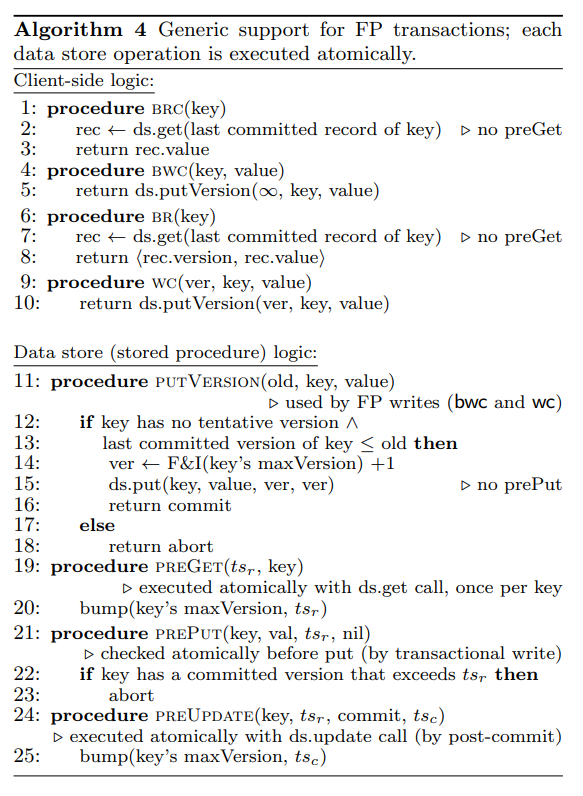 Algorithm 4 Generic support for FP transactions; each
data store operation is executed atomically.
Client-side logic:
1: procedure BRC(key)
2: rec ← ds.get(last committed record of key) ▷ no preGet
3: return rec.value
4: procedure BWC(key, value)
5: return ds.putVersion(∞, key, value)
6: procedure BR(key)
7: rec ← ds.get(last committed record of key) ▷ no preGet
8: return ⟨rec.version, rec.value⟩
9: procedure WC(ver, key, value)
10: return ds.putVersion(ver, key, value)
Data store (stored procedure) logic:
11: procedure PUTVERSION(old, key, value)
▷ used by FP writes (bwc and wc)
12: if key has no tentative version ∧
13: last committed version of key ≤ old then
14: ver ← F&I(key's maxVersion) +1
15: ds.put(key, value, ver, ver) ▷ no prePut
16: return commit
17: else
18: return abort
19: procedure PREGET(ts_r, key)
▷ executed atomically with ds.get call, once per key
20: bump(key's maxVersion, ts_r)
21: procedure PREPUT(key, val, ts_r, nil)
▷ checked atomically before put (by transactional write)
22: if key has a committed version that exceeds ts_r then
23: abort
24: procedure PREUPDATE(key, ts_r, commit, ts_c)
▷ executed atomically with ds.update call (by post-commit)
25: bump(key's maxVersion, ts_c)